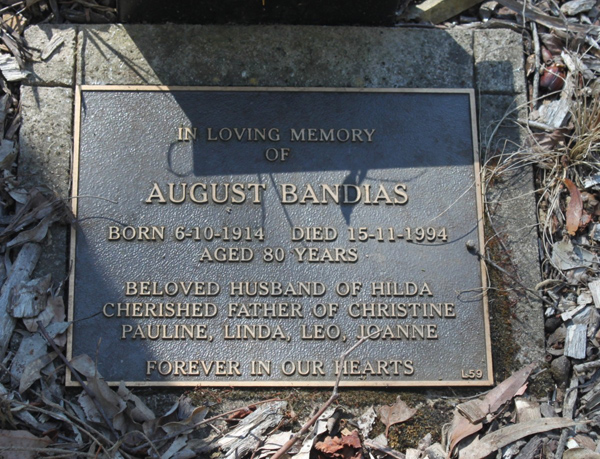 IN LOVING MEMORY
OF
AUGUST BANDIAS
BORN 6-10-1914 DIED 15-11-1994
AGED 80 YEARS
BELOVED HUSBAND OF HILDA
CHERISHED FATHER OF CHRISTINE
PAULINE, LINDA, LEO, JOANNE
FOREVER IN OUR HEARTS
L59